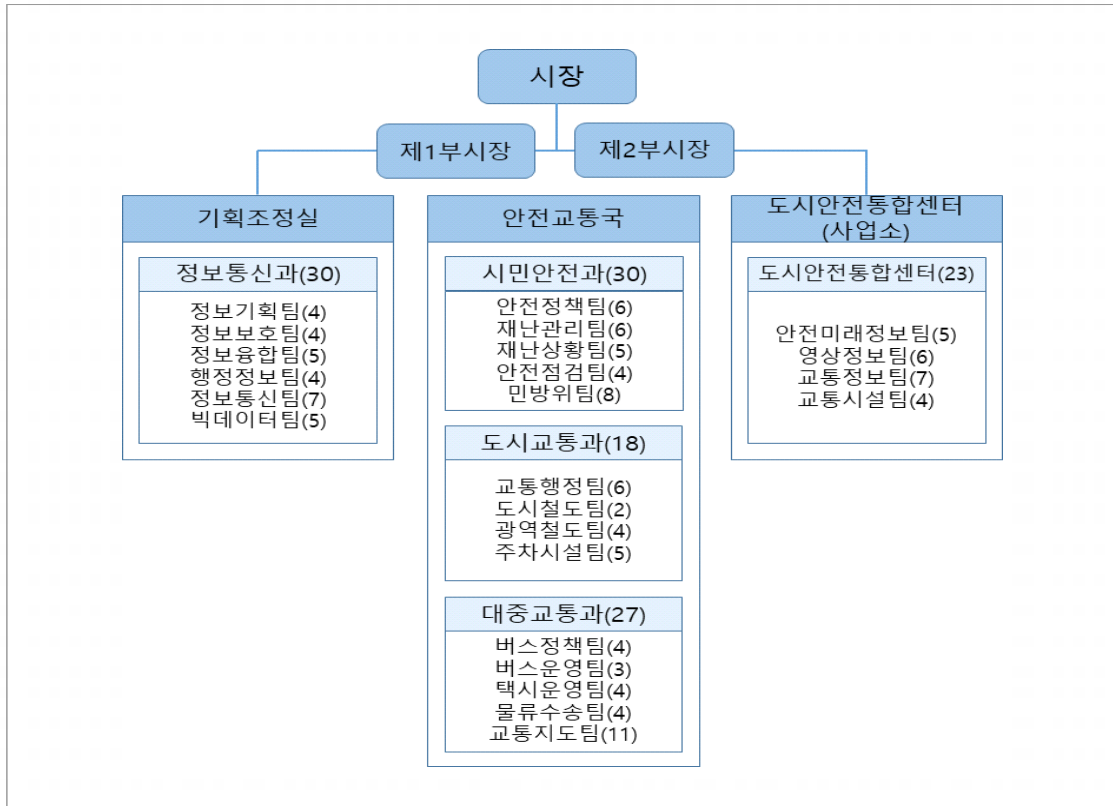 시장
제1부시장
제2부시장
기획조정실
정보통신과(30)
정보기획팀(4)
정보보호팀(4)
정보융합팀(5)
행정정보팀(4)
정보통신팀(7)
빅데이터팀(5)
안전교통국
시민안전과(30)
안전정책팀(6)
재난관리팀(6)
재난상황팀(5)
안전점검팀(4)
민방위팀(8)
도시교통과(18)
교통행정팀(6)
도시철도팀(2)
광역철도팀(4)
주차시설팀(5)
대중교통과(27)
버스정책팀(4)
버스운영팀(3)
택시운영팀(4)
물류수송팀(4)
교통지도팀(11)
도시안전통합센터
(사업소)
도시안전통합센터(23)
안전미래정보팀(5)
영상정보팀(6)
교통정보팀(7)
교통시설팀(4)